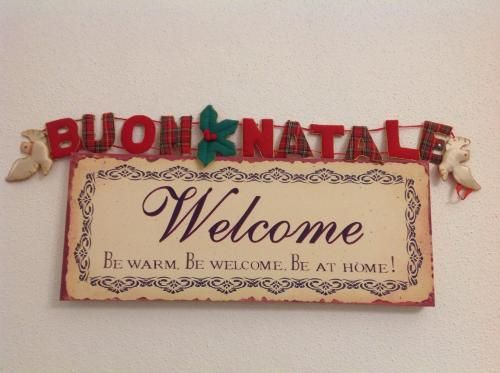 BUON NATALE
Welcome
BE WARM. BE WELCOME. BE AT HOME!